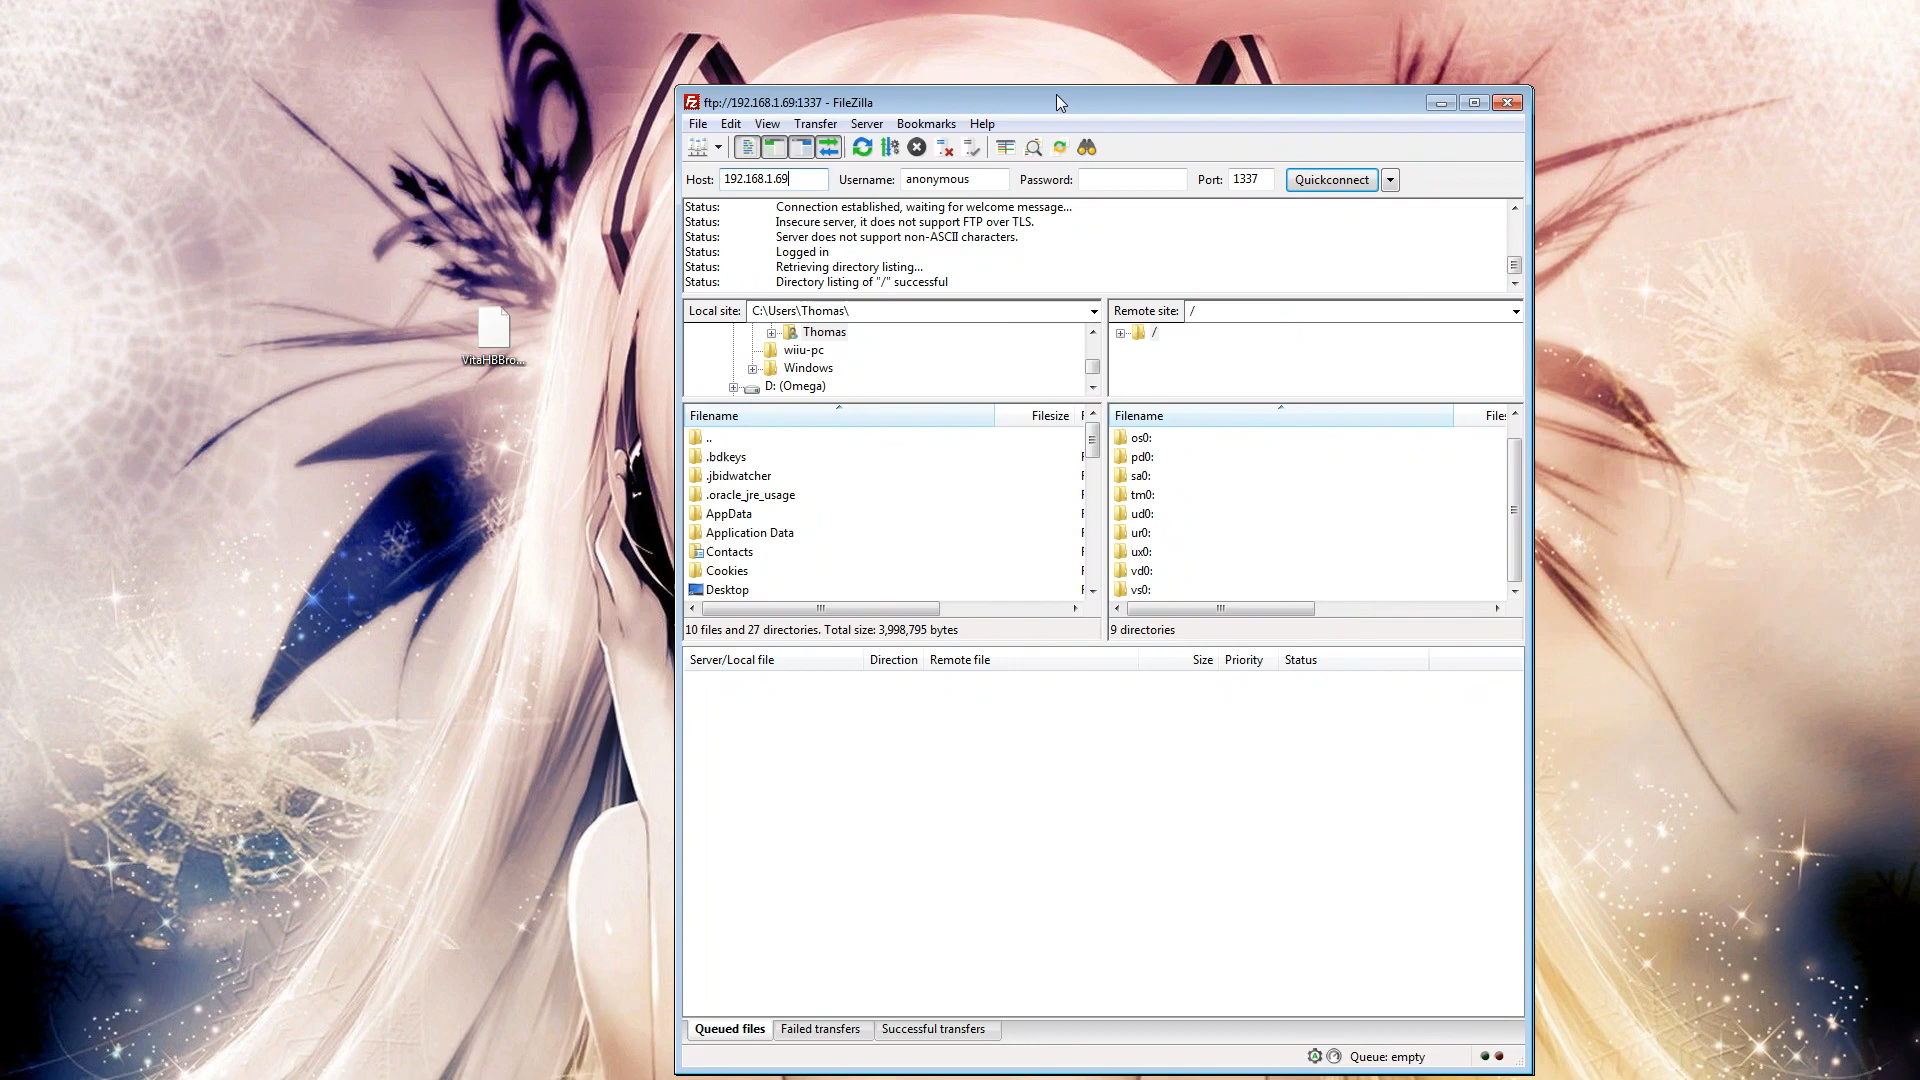 ftp://192.168.1.69:1337 - FileZilla
File Edit View Transfer Server Bookmarks Help
Host: 192.168.1.69 Username: anonymous Password: Port: 1337 Quickconnect
Status: Connection established, waiting for welcome message...
Status: Insecure server, it does not support FTP over TLS.
Status: Server does not support non-ASCII characters.
Status: Logged in
Status: Retrieving directory listing...
Status: Directory listing of "/" successful
Local site: C:\Users\Thomas\
Thomas
wiiu-pc
Windows
D: (Omega)
Remote site: /
/
VitaHBBro...
Filename Filesize F
..
.bdkeys F
.jbidwatcher F
.oracle_jre_usage F
AppData F
Application Data F
Contacts F
Cookies F
Desktop F
10 files and 27 directories. Total size: 3,998,795 bytes
Filename Files
os0:
pd0:
sa0:
tm0:
ud0:
ur0:
ux0:
vd0:
vs0:
9 directories
Server/Local file Direction Remote file Size Priority Status
Queued files Failed transfers Successful transfers
Queue: empty